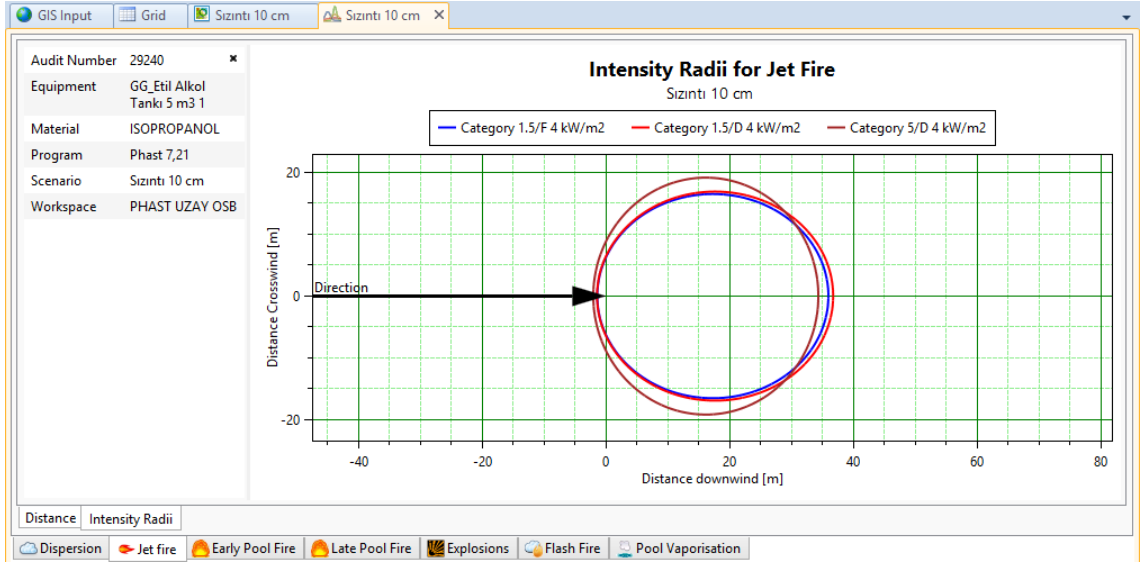 GIS Input Grid Sızıntı 10 cm Sızıntı 10 cm
Audit Number 29240
Equipment GG_Etil Alkol
Tankı 5 m3 1
Material ISOPROPANOL
Program Phast 7,21
Scenario Sızıntı 10 cm
Workspace PHAST UZAY OSB
Intensity Radii for Jet Fire
Sızıntı 10 cm
Category 1.5/F 4 kW/m2 Category 1.5/D 4 kW/m2 Category 5/D 4 kW/m2
Distance Crosswind [m]
20
0
-20
Direction
-40 -20 0 20 40 60 80
Distance downwind [m]
Distance Intensity Radii
Dispersion Jet fire Early Pool Fire Late Pool Fire Explosions Flash Fire Pool Vaporisation